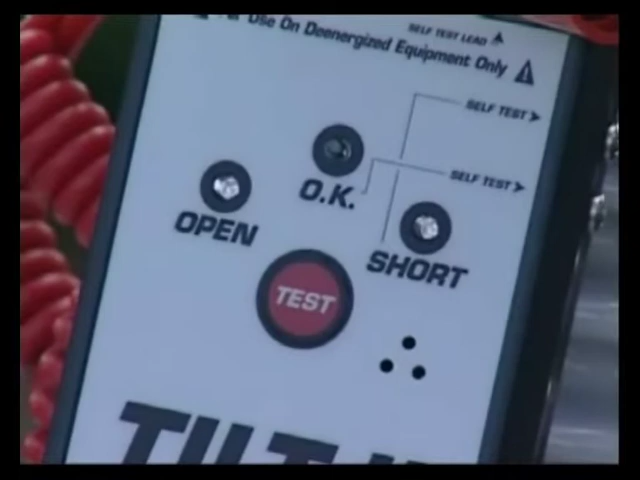 SELF TEST LEAD
Use On Deenergized Equipment Only
SELF TEST
SELF TEST
O.K.
OPEN
SHORT
TEST